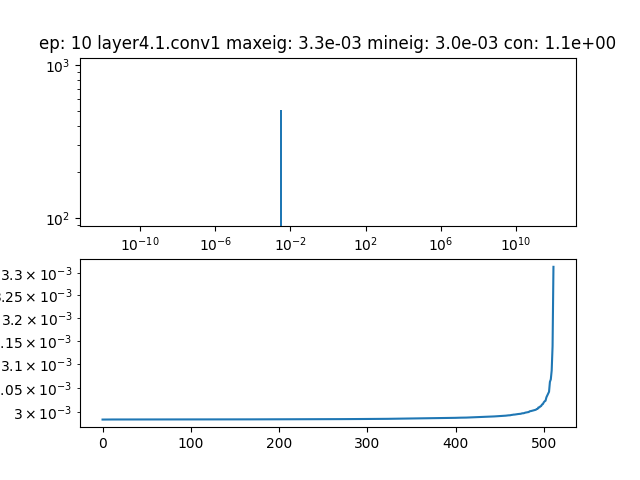 ep: 10 layer4.1.conv1 maxeig: 3.3e-03 mineig: 3.0e-03 con: 1.1e+00
10³
10²
10⁻¹⁰ 10⁻⁶ 10⁻² 10² 10⁶ 10¹⁰
3.3 × 10⁻³
.25 × 10⁻³
3.2 × 10⁻³
.15 × 10⁻³
3.1 × 10⁻³
.05 × 10⁻³
3 × 10⁻³
0 100 200 300 400 500